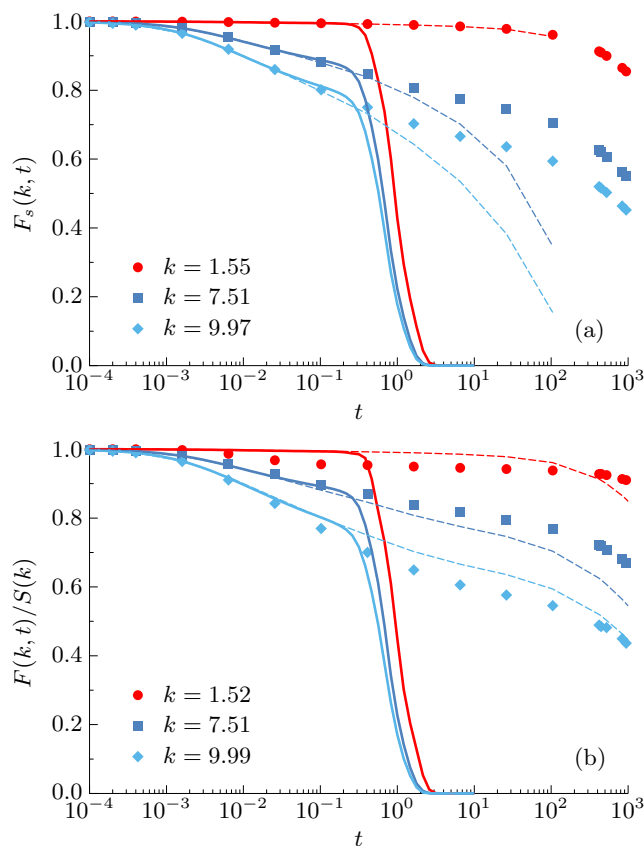 1.0
0.8
0.6
0.4
0.2
0.0
F_s(k, t)
k = 1.55
k = 7.51
k = 9.97
(a)
10^−4 10^−3 10^−2 10^−1 10^0 10^1 10^2 10^3
t
1.0
0.8
0.6
0.4
0.2
0.0
F(k, t)/S(k)
k = 1.52
k = 7.51
k = 9.99
(b)
10^−4 10^−3 10^−2 10^−1 10^0 10^1 10^2 10^3
t